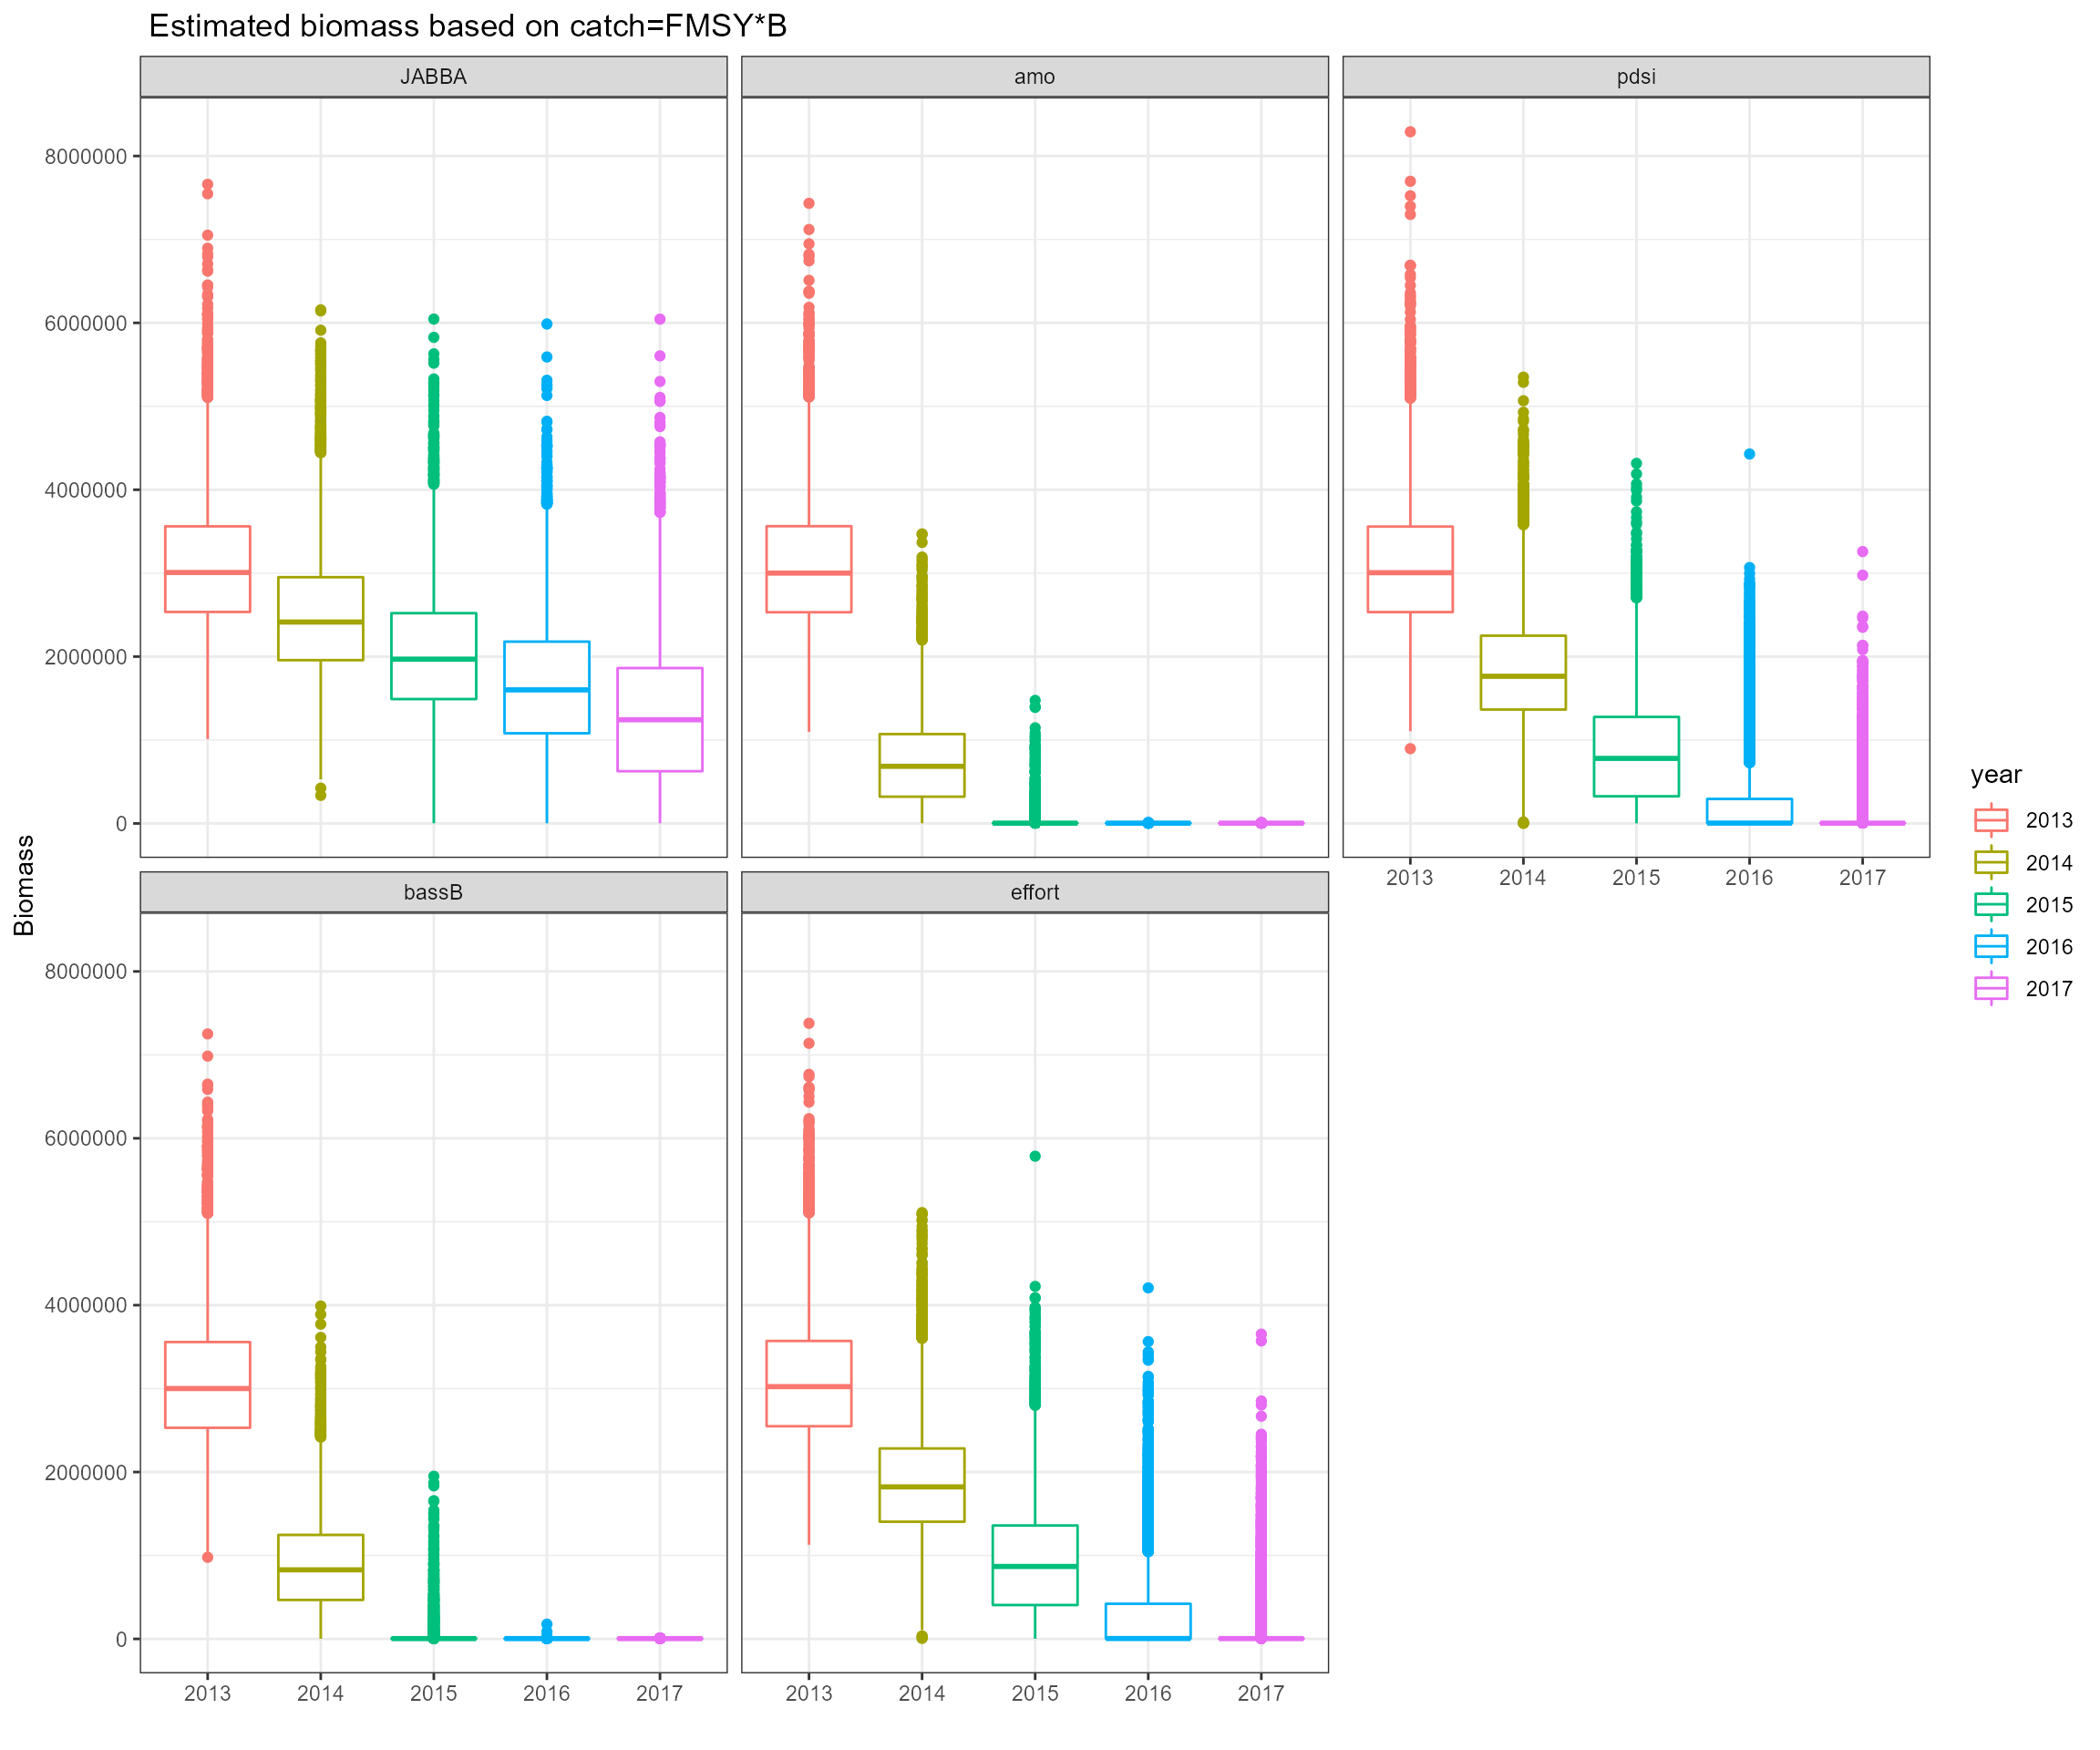 Estimated biomass based on catch=FMSY*B
JABBA
amo
pdsi
8000000
6000000
4000000
2000000
0
2013 2014 2015 2016 2017
Biomass
bassB
effort
8000000
6000000
4000000
2000000
0
2013 2014 2015 2016 2017
2013 2014 2015 2016 2017
year
2013
2014
2015
2016
2017